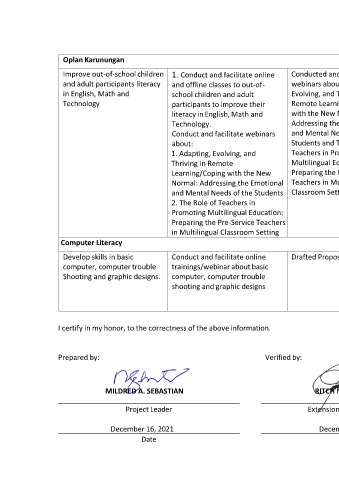 Oplan Karunungan
Improve out-of-school children
and adult participants literacy
in English, Math and
Technology
1. Conduct and facilitate online
and offline classes to out-of-
school children and adult
participants to improve their
literacy in English, Math and
Technology.
Conduct and facilitate webinars
about:
1. Adapting, Evolving, and
Thriving in Remote
Learning/Coping with the New
Normal: Addressing the Emotional
and Mental Needs of the Students
2. The Role of Teachers in
Promoting Multilingual Education:
Preparing the Pre-Service Teachers
in Multilingual Classroom Setting
Conducted and
webinars abou
Evolving, and T
Remote Learni
with the New N
Addressing the
and Mental Ne
Students and T
Teachers in Pro
Multilingual Ed
Preparing the P
Teachers in Mu
Classroom Sett
Computer Literacy
Develop skills in basic
computer, computer trouble
Shooting and graphic designs.
Conduct and facilitate online
trainings/webinar about basic
computer, computer trouble
shooting and graphic designs
Drafted Propos
I certify in my honor, to the correctness of the above information.
Prepared by:
Verified by:
MILDRED A. SEBASTIAN
Project Leader
Extension
December 16, 2021
Decem
Date